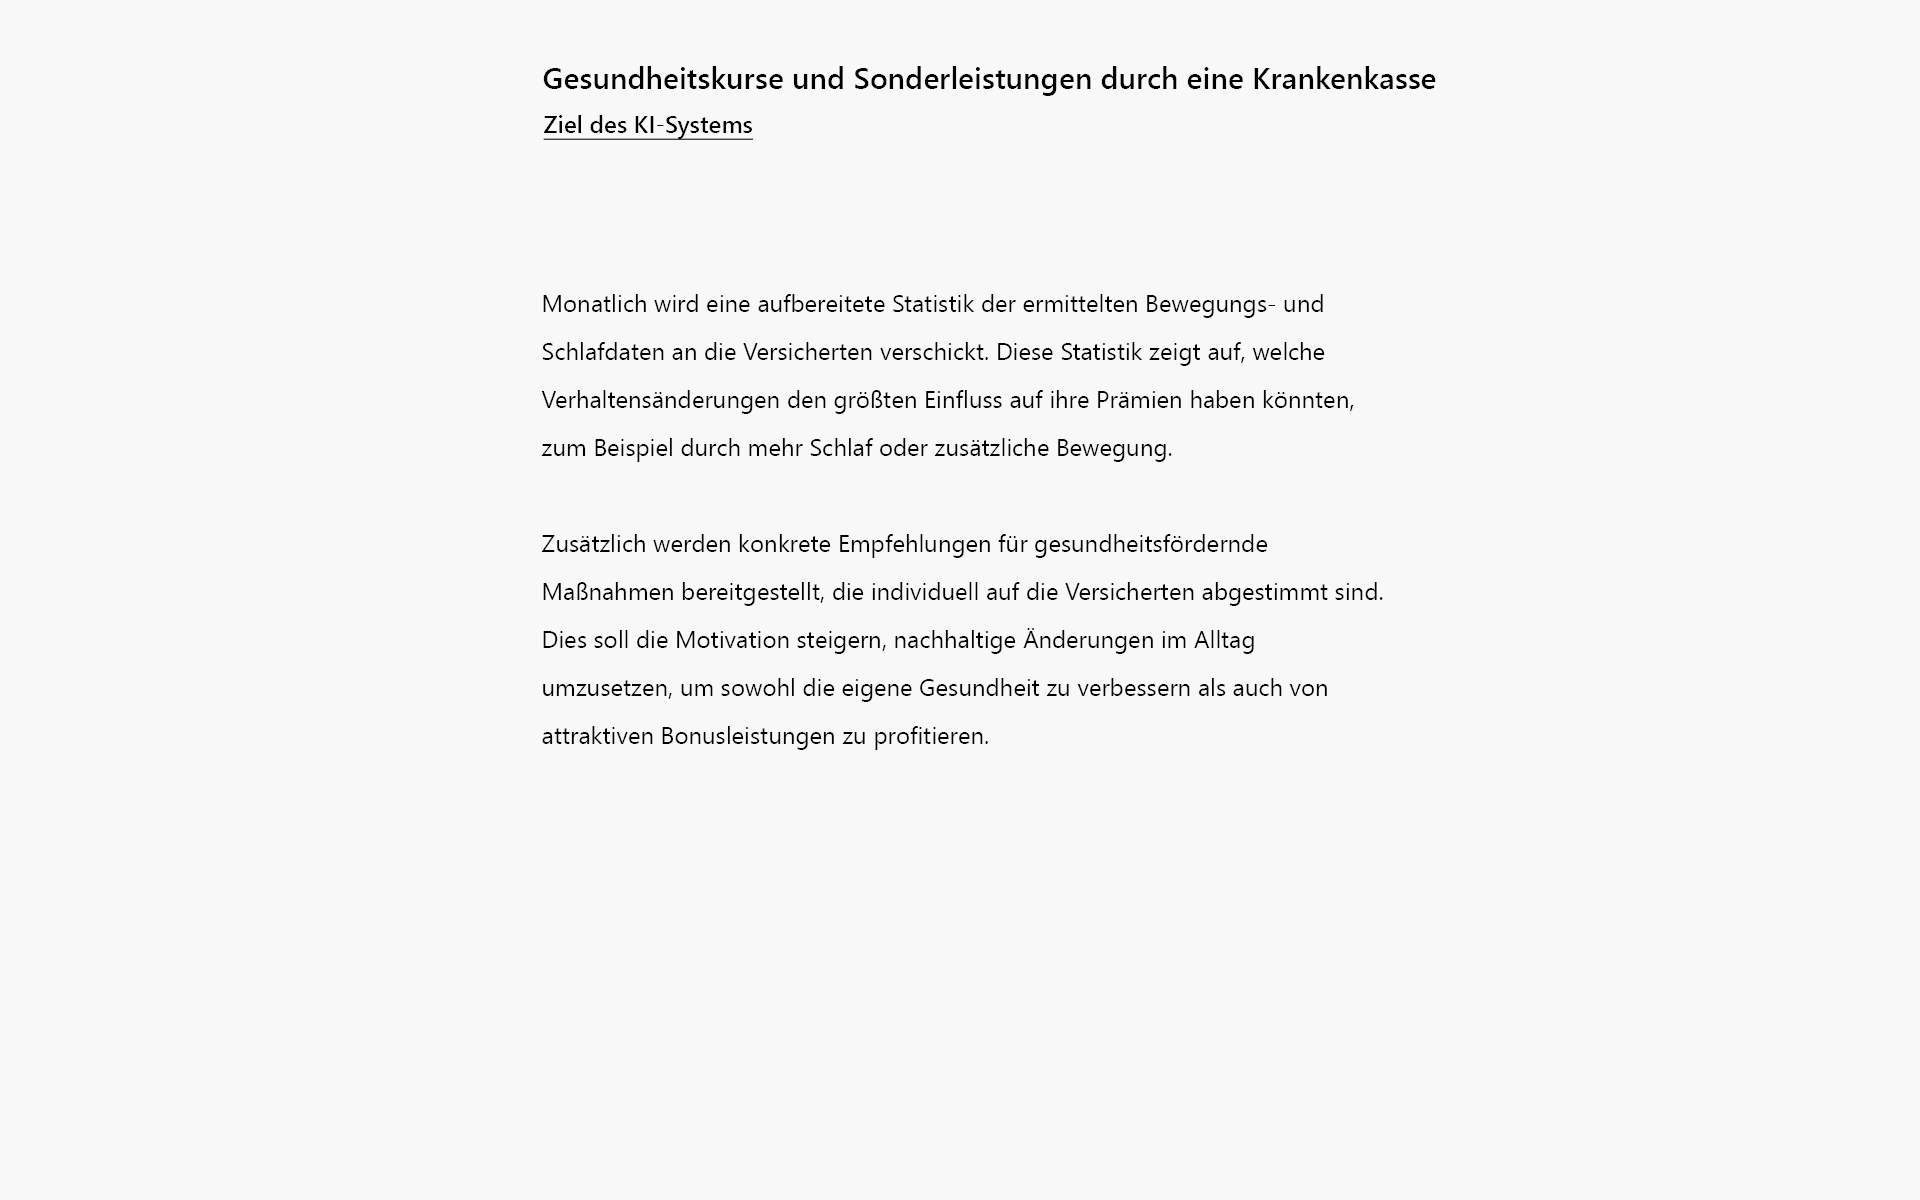 Gesundheitskurse und Sonderleistungen durch eine Krankenkasse
Ziel des KI-Systems
Monatlich wird eine aufbereitete Statistik der ermittelten Bewegungs- und
Schlafdaten an die Versicherten verschickt. Diese Statistik zeigt auf, welche
Verhaltensänderungen den größten Einfluss auf ihre Prämien haben könnten,
zum Beispiel durch mehr Schlaf oder zusätzliche Bewegung.
Zusätzlich werden konkrete Empfehlungen für gesundheitsfördernde
Maßnahmen bereitgestellt, die individuell auf die Versicherten abgestimmt sind.
Dies soll die Motivation steigern, nachhaltige Änderungen im Alltag
umzusetzen, um sowohl die eigene Gesundheit zu verbessern als auch von
attraktiven Bonusleistungen zu profitieren.